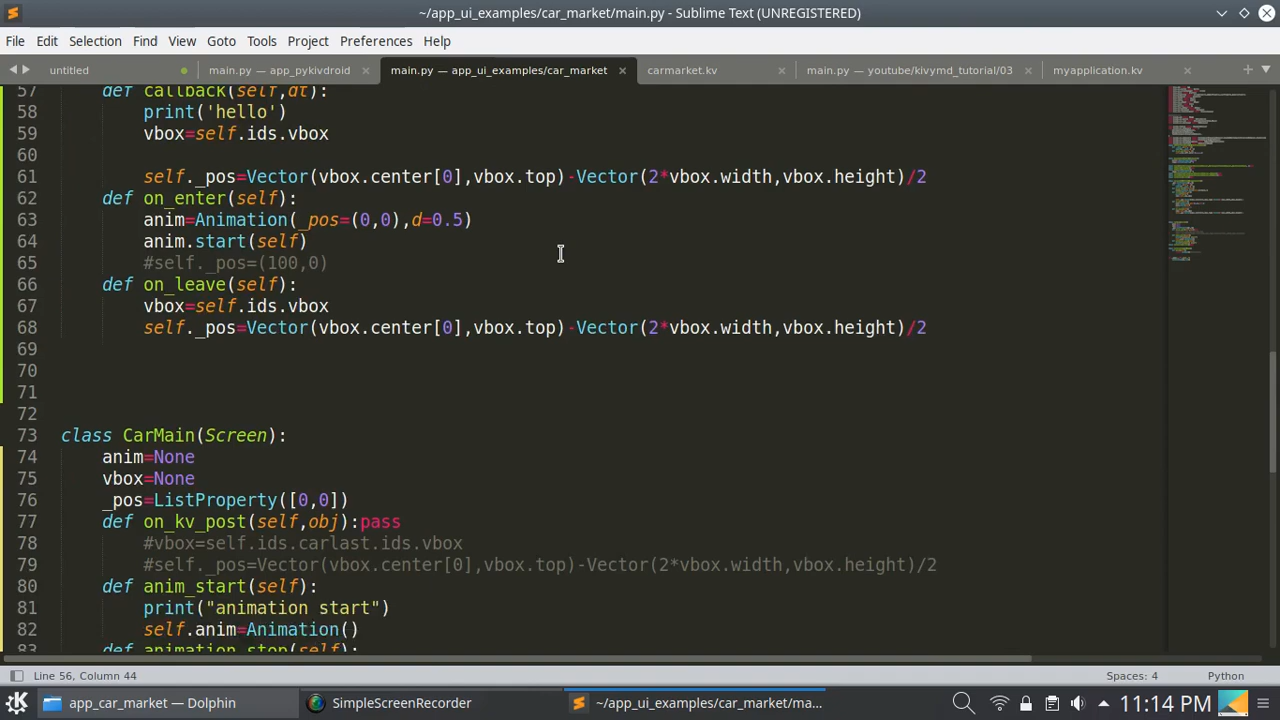 ~/app_ui_examples/car_market/main.py - Sublime Text (UNREGISTERED)
File Edit Selection Find View Goto Tools Project Preferences Help
untitled main.py — app_pykivdroid main.py — app_ui_examples/car_market carmarket.kv main.py — youtube/kivymd_tutorial/03 myapplication.kv
57 def callback(self,dt):
58 print('hello')
59 vbox=self.ids.vbox
60
61 self._pos=Vector(vbox.center[0],vbox.top)-Vector(2*vbox.width,vbox.height)/2
62 def on_enter(self):
63 anim=Animation(_pos=(0,0),d=0.5)
64 anim.start(self)
65 #self._pos=(100,0)
66 def on_leave(self):
67 vbox=self.ids.vbox
68 self._pos=Vector(vbox.center[0],vbox.top)-Vector(2*vbox.width,vbox.height)/2
69
70
71
72
73 class CarMain(Screen):
74 anim=None
75 vbox=None
76 _pos=ListProperty([0,0])
77 def on_kv_post(self,obj):pass
78 #vbox=self.ids.carlast.ids.vbox
79 #self._pos=Vector(vbox.center[0],vbox.top)-Vector(2*vbox.width,vbox.height)/2
80 def anim_start(self):
81 print("animation start")
82 self.anim=Animation()
83 def animation_stop(self):
Line 56, Column 44 Spaces: 4 Python
app_car_market — Dolphin SimpleScreenRecorder ~/app_ui_examples/car_market/ma... 11:14 PM